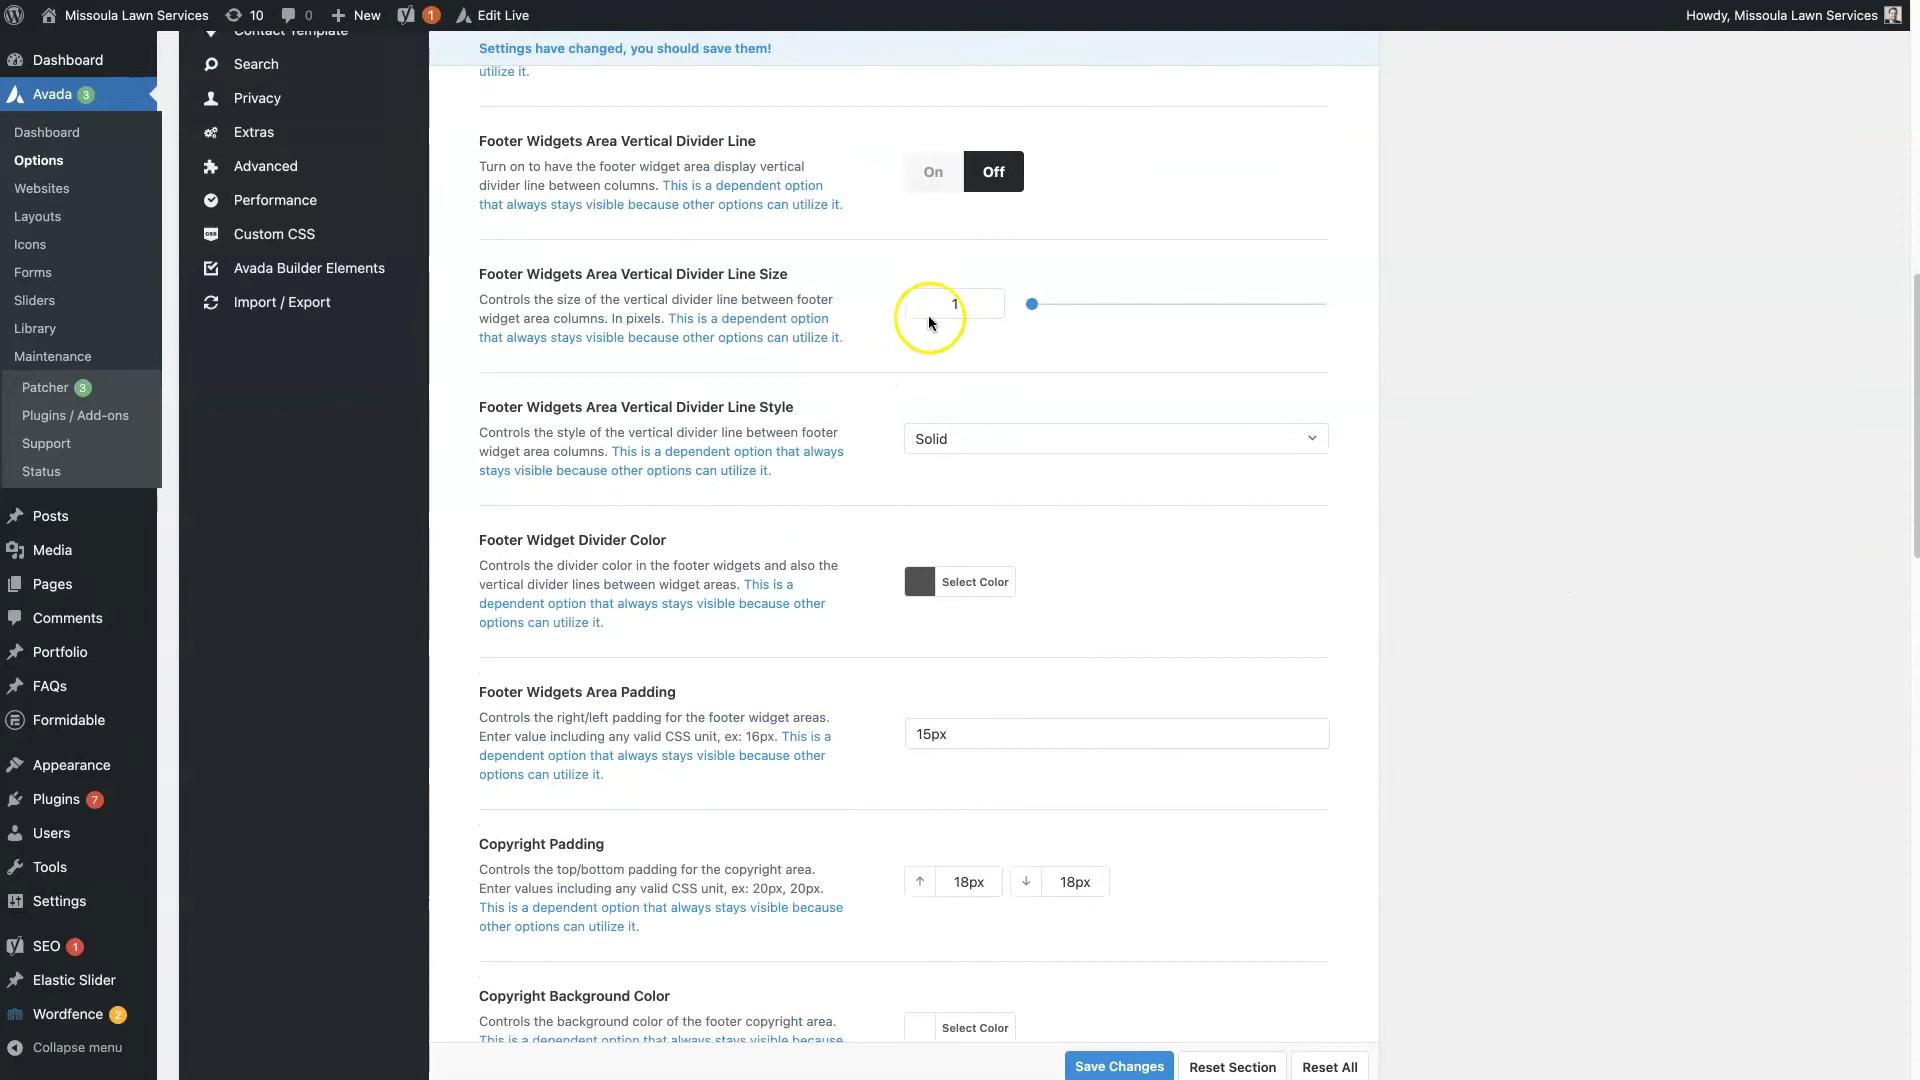 Missoula Lawn Services 10 0 New 1 Edit Live Howdy, Missoula Lawn Services
Dashboard
Avada 3
Dashboard
Options
Websites
Layouts
Icons
Forms
Sliders
Library
Maintenance
Patcher 3
Plugins / Add-ons
Support
Status
Posts
Media
Pages
Comments
Portfolio
FAQs
Formidable
Appearance
Plugins 7
Users
Tools
Settings
SEO 1
Elastic Slider
Wordfence 2
Collapse menu
Contact Template
Search
Privacy
Extras
Advanced
Performance
Custom CSS
Avada Builder Elements
Import / Export
Settings have changed, you should save them!
utilize it.
Footer Widgets Area Vertical Divider Line
Turn on to have the footer widget area display vertical
divider line between columns. This is a dependent option
that always stays visible because other options can utilize it.
On Off
Footer Widgets Area Vertical Divider Line Size
Controls the size of the vertical divider line between footer
widget area columns. In pixels. This is a dependent option
that always stays visible because other options can utilize it.
1
Footer Widgets Area Vertical Divider Line Style
Controls the style of the vertical divider line between footer
widget area columns. This is a dependent option that always
stays visible because other options can utilize it.
Solid
Footer Widget Divider Color
Controls the divider color in the footer widgets and also the
vertical divider lines between widget areas. This is a
dependent option that always stays visible because other
options can utilize it.
Select Color
Footer Widgets Area Padding
Controls the right/left padding for the footer widget areas.
Enter value including any valid CSS unit, ex: 16px. This is a
dependent option that always stays visible because other
options can utilize it.
15px
Copyright Padding
Controls the top/bottom padding for the copyright area.
Enter values including any valid CSS unit, ex: 20px, 20px.
This is a dependent option that always stays visible because
other options can utilize it.
18px 18px
Copyright Background Color
Controls the background color of the footer copyright area.
This is a dependent option that always stays visible because
Select Color
Save Changes Reset Section Reset All